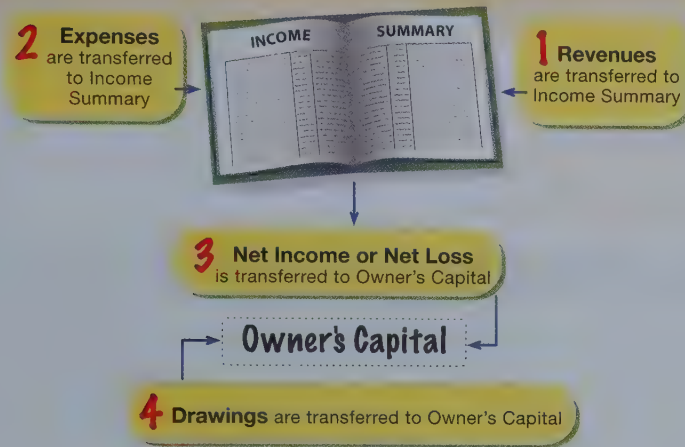 2 Expenses
are transferred
to Income
Summary
INCOME SUMMARY
1 Revenues
are transferred to
Income Summary
3 Net Income or Net Loss
is transferred to Owner's Capital
Owner's Capital
4 Drawings are transferred to Owner's Capital